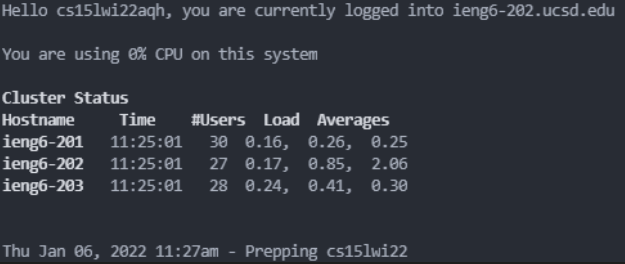 Hello cs15lwi22aqh, you are currently logged into ieng6-202.ucsd.edu
You are using 0% CPU on this system
Cluster Status
Hostname     Time    #Users  Load  Averages
ieng6-201   11:25:01   30  0.16,  0.26,  0.25
ieng6-202   11:25:01   27  0.17,  0.85,  2.06
ieng6-203   11:25:01   28  0.24,  0.41,  0.30
Thu Jan 06, 2022 11:27am - Prepping cs15lwi22